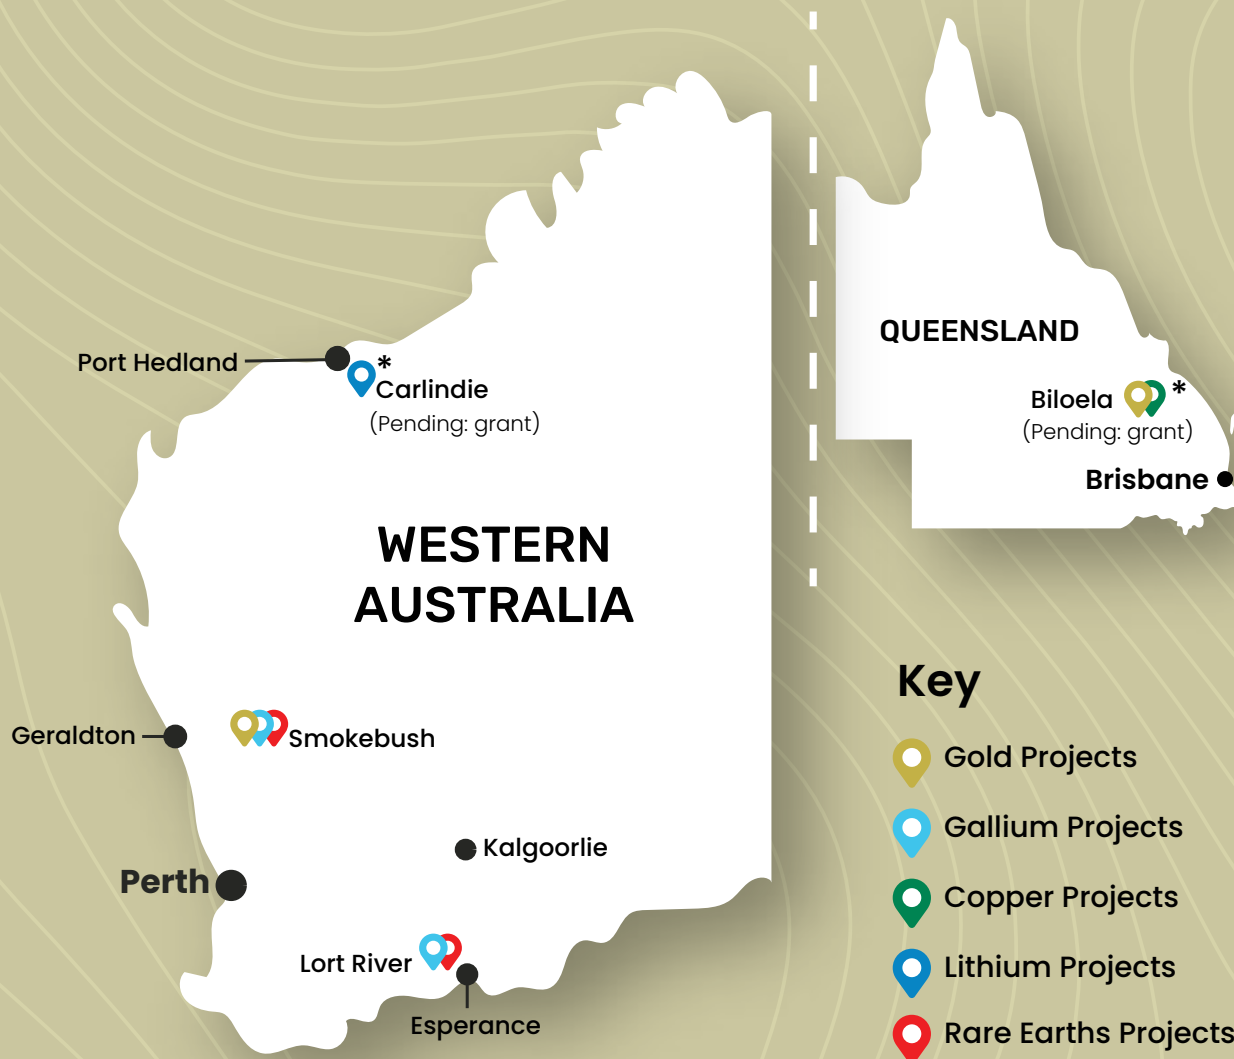 Port Hedland
*
Carlindie
(Pending: grant)
WESTERN
AUSTRALIA
Geraldton
Smokebush
Kalgoorlie
Perth
Lort River
Esperance
QUEENSLAND
Biloela *
(Pending: grant)
Brisbane
Key
Gold Projects
Gallium Projects
Copper Projects
Lithium Projects
Rare Earths Projects